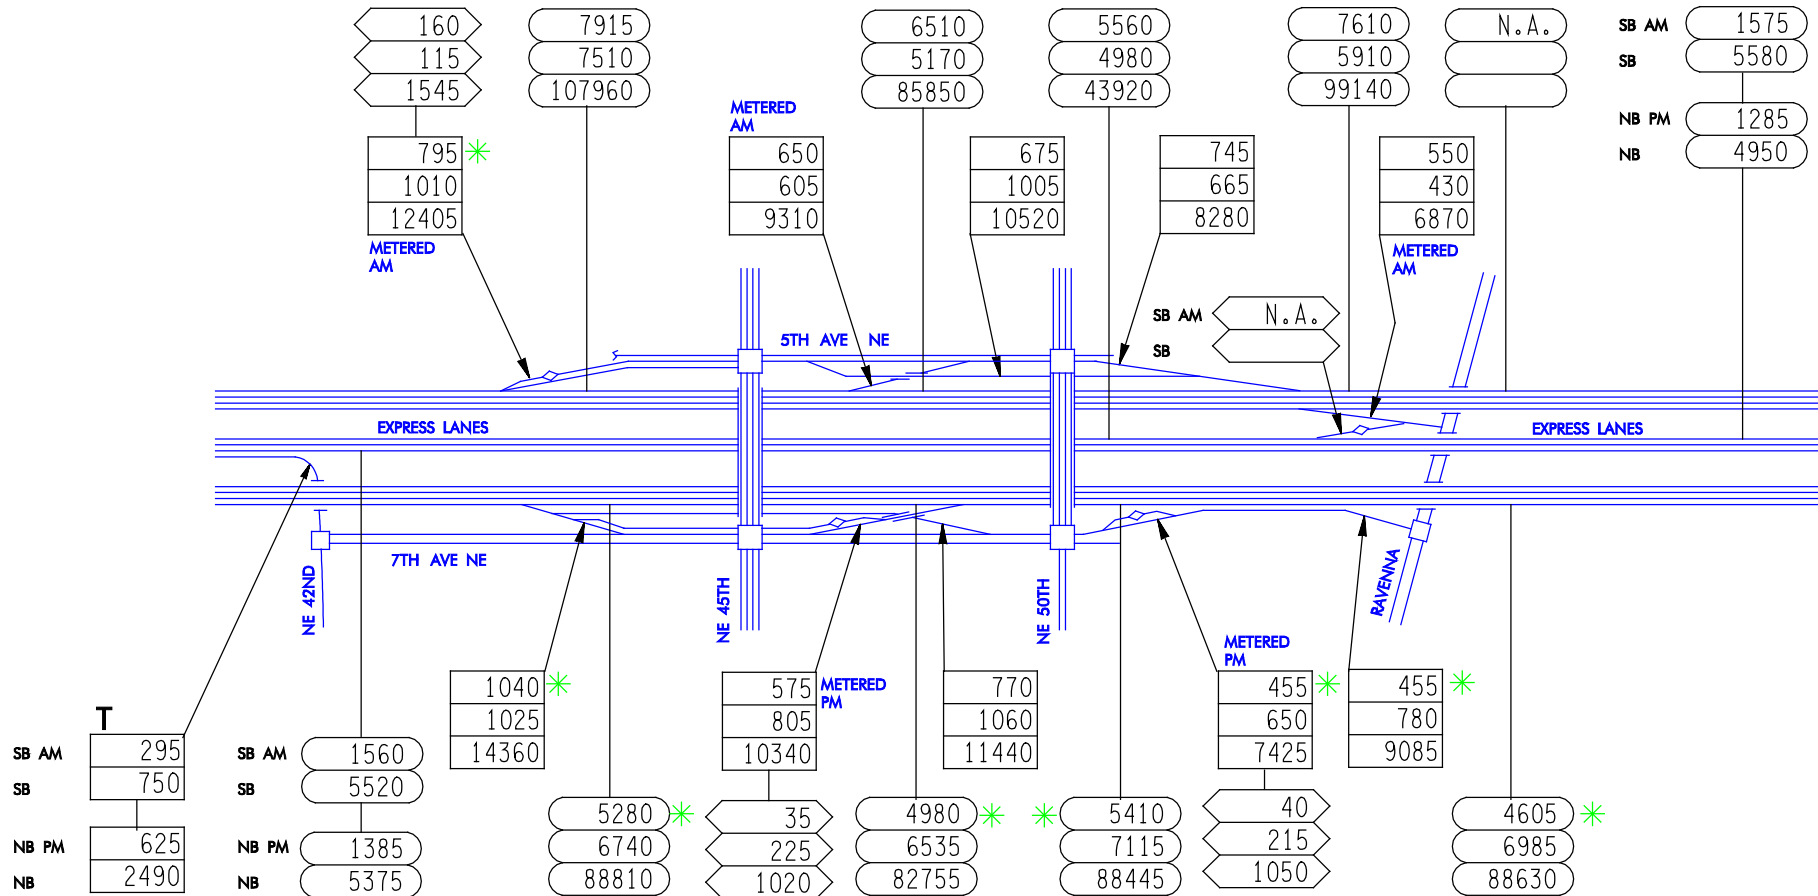 160
115
1545
7915
7510
107960
6510
5170
85850
5560
4980
43920
7610
5910
99140
N.A.
SB AM 1575
SB 5580
NB PM 1285
NB 4950
795
1010
12405
METERED
AM
METERED
AM
650
605
9310
675
1005
10520
745
665
8280
550
430
6870
METERED
AM
SB AM N.A.
SB
5TH AVE NE
EXPRESS LANES
EXPRESS LANES
7TH AVE NE
NE 42ND
NE 45TH
NE 50TH
RAVENNA
T
SB AM 295
SB 750
NB PM 625
NB 2490
SB AM 1560
SB 5520
NB PM 1385
NB 5375
1040
1025
14360
5280
6740
88810
575
805
10340
METERED
PM
35
225
1020
770
1060
11440
4980
6535
82755
5410
7115
88445
METERED
PM
455
650
7425
40
215
1050
455
780
9085
4605
6985
88630